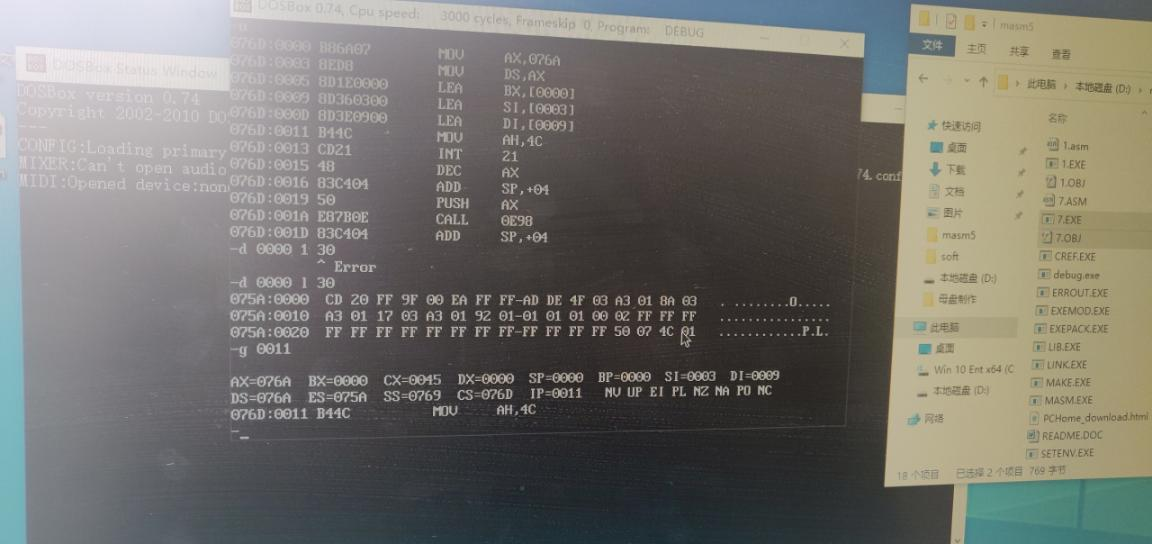 DOSBox 0.74, Cpu speed: 3000 cycles, Frameskip 0, Program: DEBUG
-u
076D:0000 B86A07 MOV AX,076A
076D:0003 8ED8 MOV DS,AX
076D:0005 8D1E0000 LEA BX,[0000]
076D:0009 8D360300 LEA SI,[0003]
076D:000D 8D3E0900 LEA DI,[0009]
076D:0011 B44C MOV AH,4C
076D:0013 CD21 INT 21
076D:0015 48 DEC AX
076D:0016 83C404 ADD SP,+04
076D:0019 50 PUSH AX
076D:001A E87B0E CALL 0E98
076D:001D 83C404 ADD SP,+04
-d 0000 1 30
^ Error
-d 0000 l 30
075A:0000 CD 20 FF 9F 00 EA FF FF-AD DE 4F 03 A3 01 8A 03 . ........O.....
075A:0010 A3 01 17 03 A3 01 92 01-01 01 01 00 02 FF FF FF ................
075A:0020 FF FF FF FF FF FF FF FF-FF FF FF FF 50 07 4C 01 ............P.L.
-g 0011
AX=076A BX=0000 CX=0045 DX=0000 SP=0000 BP=0000 SI=0003 DI=0009
DS=076A ES=075A SS=0769 CS=076D IP=0011 NV UP EI PL NZ NA PO NC
076D:0011 B44C MOV AH,4C
-
DOSBox Status Window
DOSBox version 0.74
Copyright 2002-2010 DO
---
CONFIG:Loading primary
MIXER:Can't open audio
MIDI:Opened device:non
74.conf
masm5
文件 主页 共享 查看
此电脑 本地磁盘 (D:)
快速访问
桌面
下载
文档
图片
masm5
soft
本地磁盘 (D:)
母盘制作
此电脑
桌面
Win 10 Ent x64 (C
本地磁盘 (D:)
网络
名称
1.asm
1.EXE
1.OBJ
7.ASM
7.EXE
7.OBJ
CREF.EXE
debug.exe
ERROUT.EXE
EXEMOD.EXE
EXEPACK.EXE
LIB.EXE
LINK.EXE
MAKE.EXE
MASM.EXE
PCHome_download.html
README.DOC
SETENV.EXE
18 个项目 已选择 2 个项目 769 字节